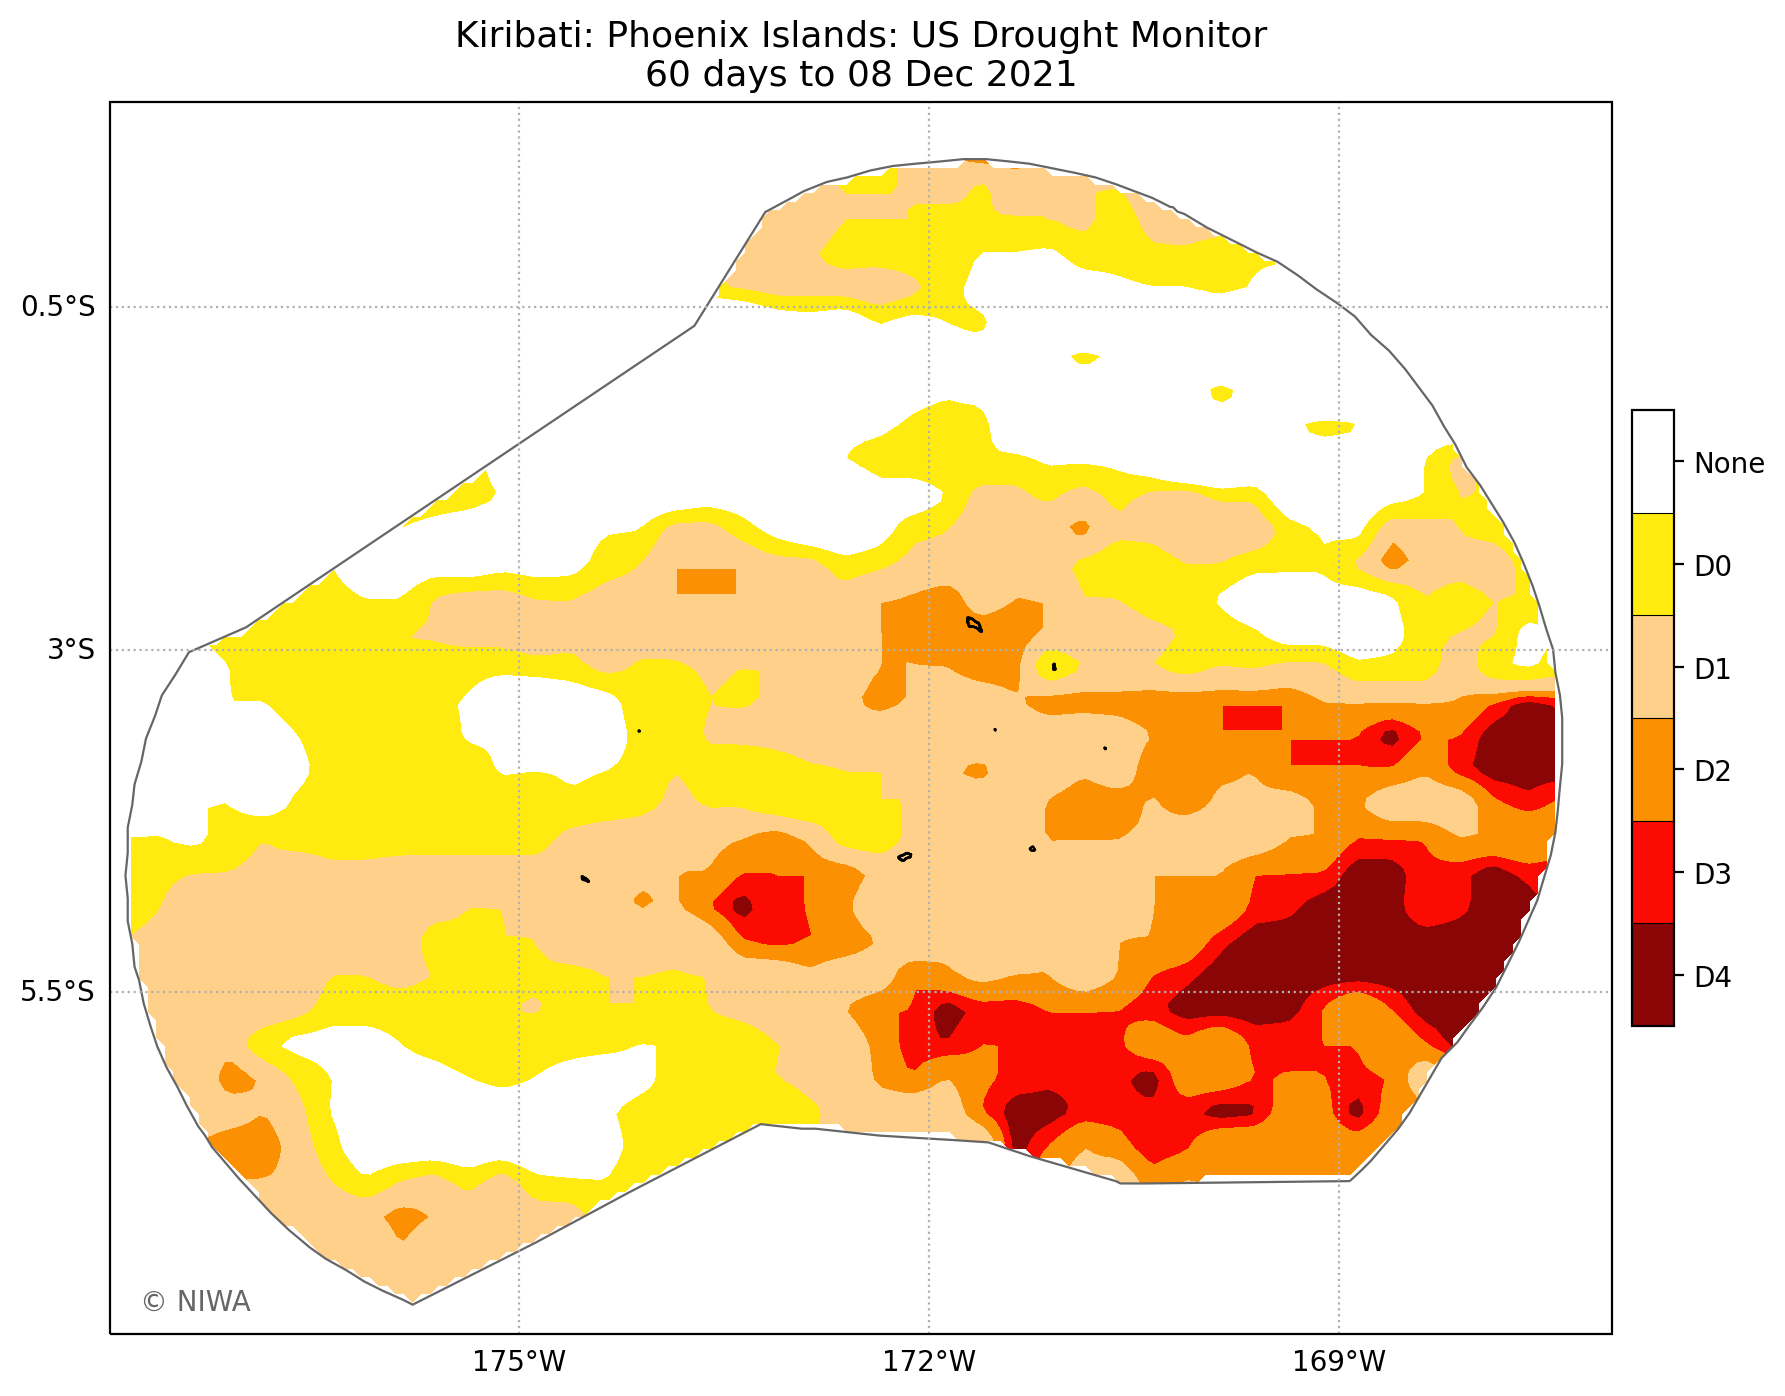 Kiribati: Phoenix Islands: US Drought Monitor
60 days to 08 Dec 2021
0.5°S
3°S
5.5°S
175°W
172°W
169°W
None
D0
D1
D2
D3
D4
© NIWA